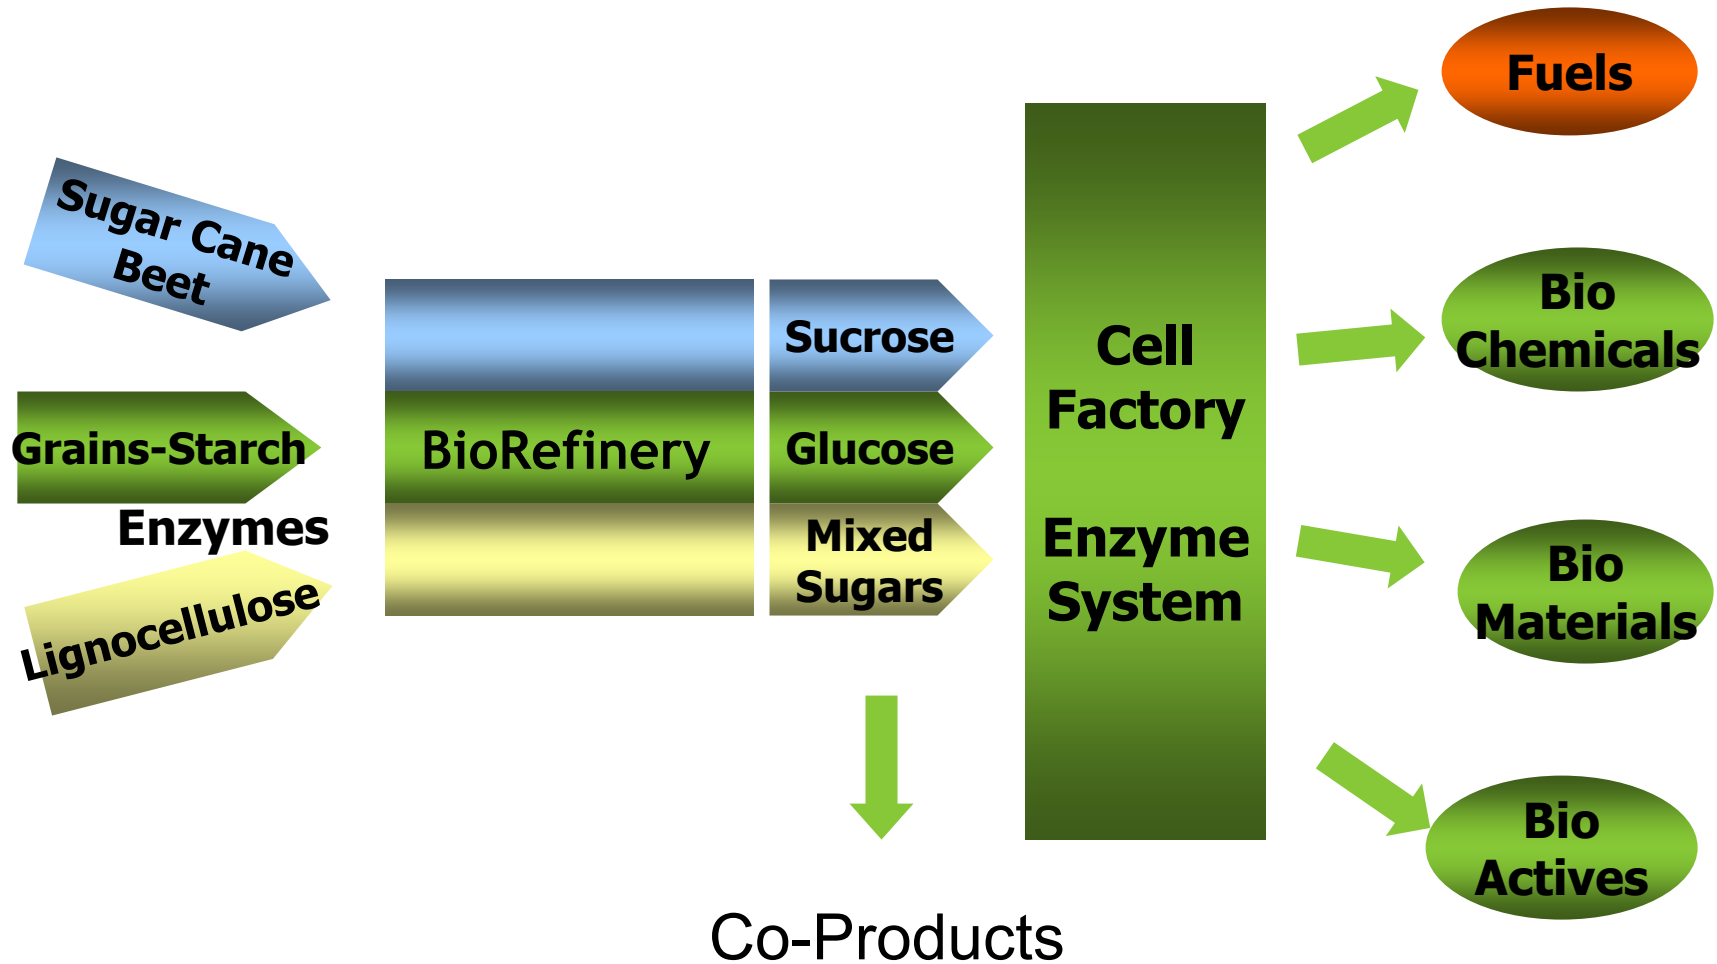 Sugar Cane
Beet
Grains-Starch
Enzymes
Lignocellulose
BioRefinery
Sucrose
Glucose
Mixed
Sugars
Cell
Factory
Enzyme
System
Fuels
Bio
Chemicals
Bio
Materials
Bio
Actives
Co-Products